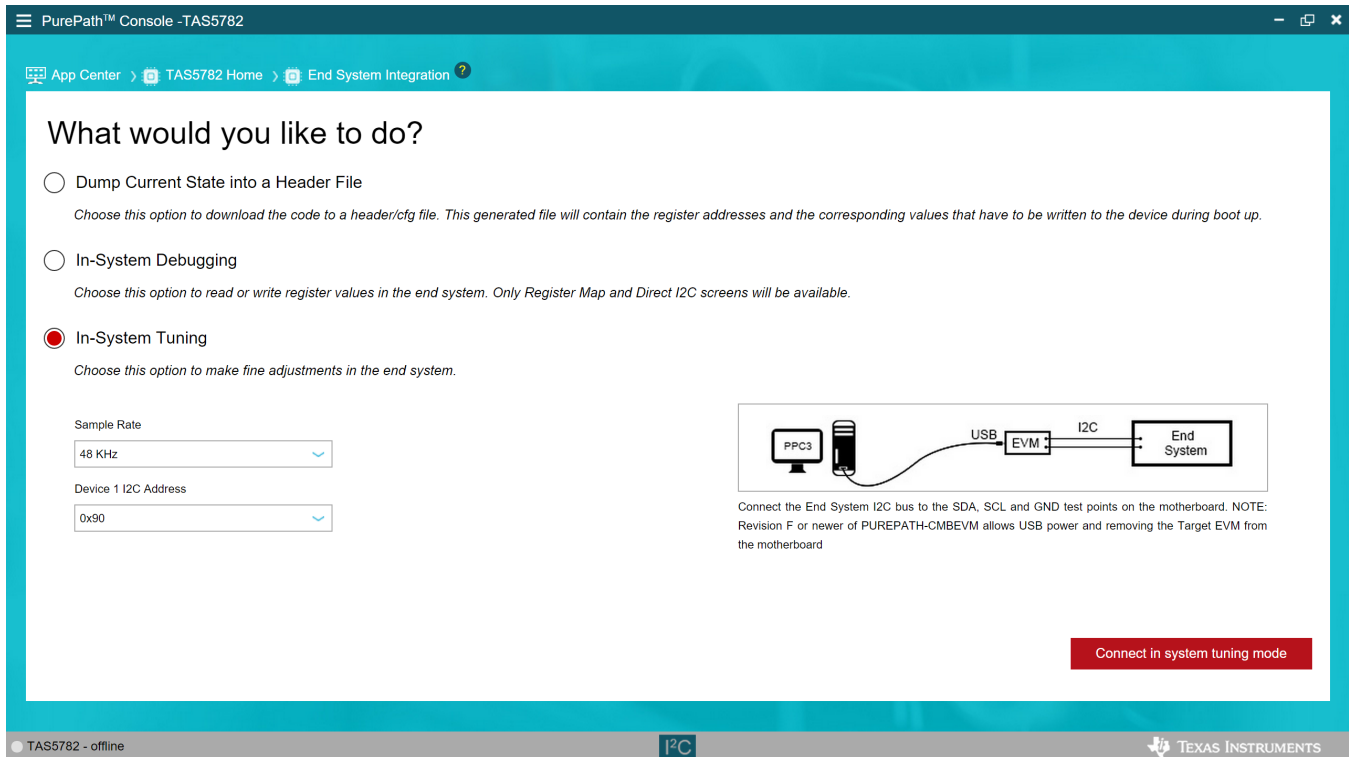 PurePath™ Console -TAS5782
App Center
TAS5782 Home
End System Integration
?
What would you like to do?
Dump Current State into a Header File
Choose this option to download the code to a header/cfg file. This generated file will contain the register addresses and the corresponding values that have to be written to the device during boot up.
In-System Debugging
Choose this option to read or write register values in the end system. Only Register Map and Direct I2C screens will be available.
In-System Tuning
Choose this option to make fine adjustments in the end system.
Sample Rate
48 KHz
Device 1 I2C Address
0x90
PPC3
USB
EVM
I2C
End
System
Connect the End System I2C bus to the SDA, SCL and GND test points on the motherboard. NOTE:
Revision F or newer of PUREPATH-CMBEVM allows USB power and removing the Target EVM from
the motherboard
Connect in system tuning mode
TAS5782 - offline
I²C
TEXAS INSTRUMENTS